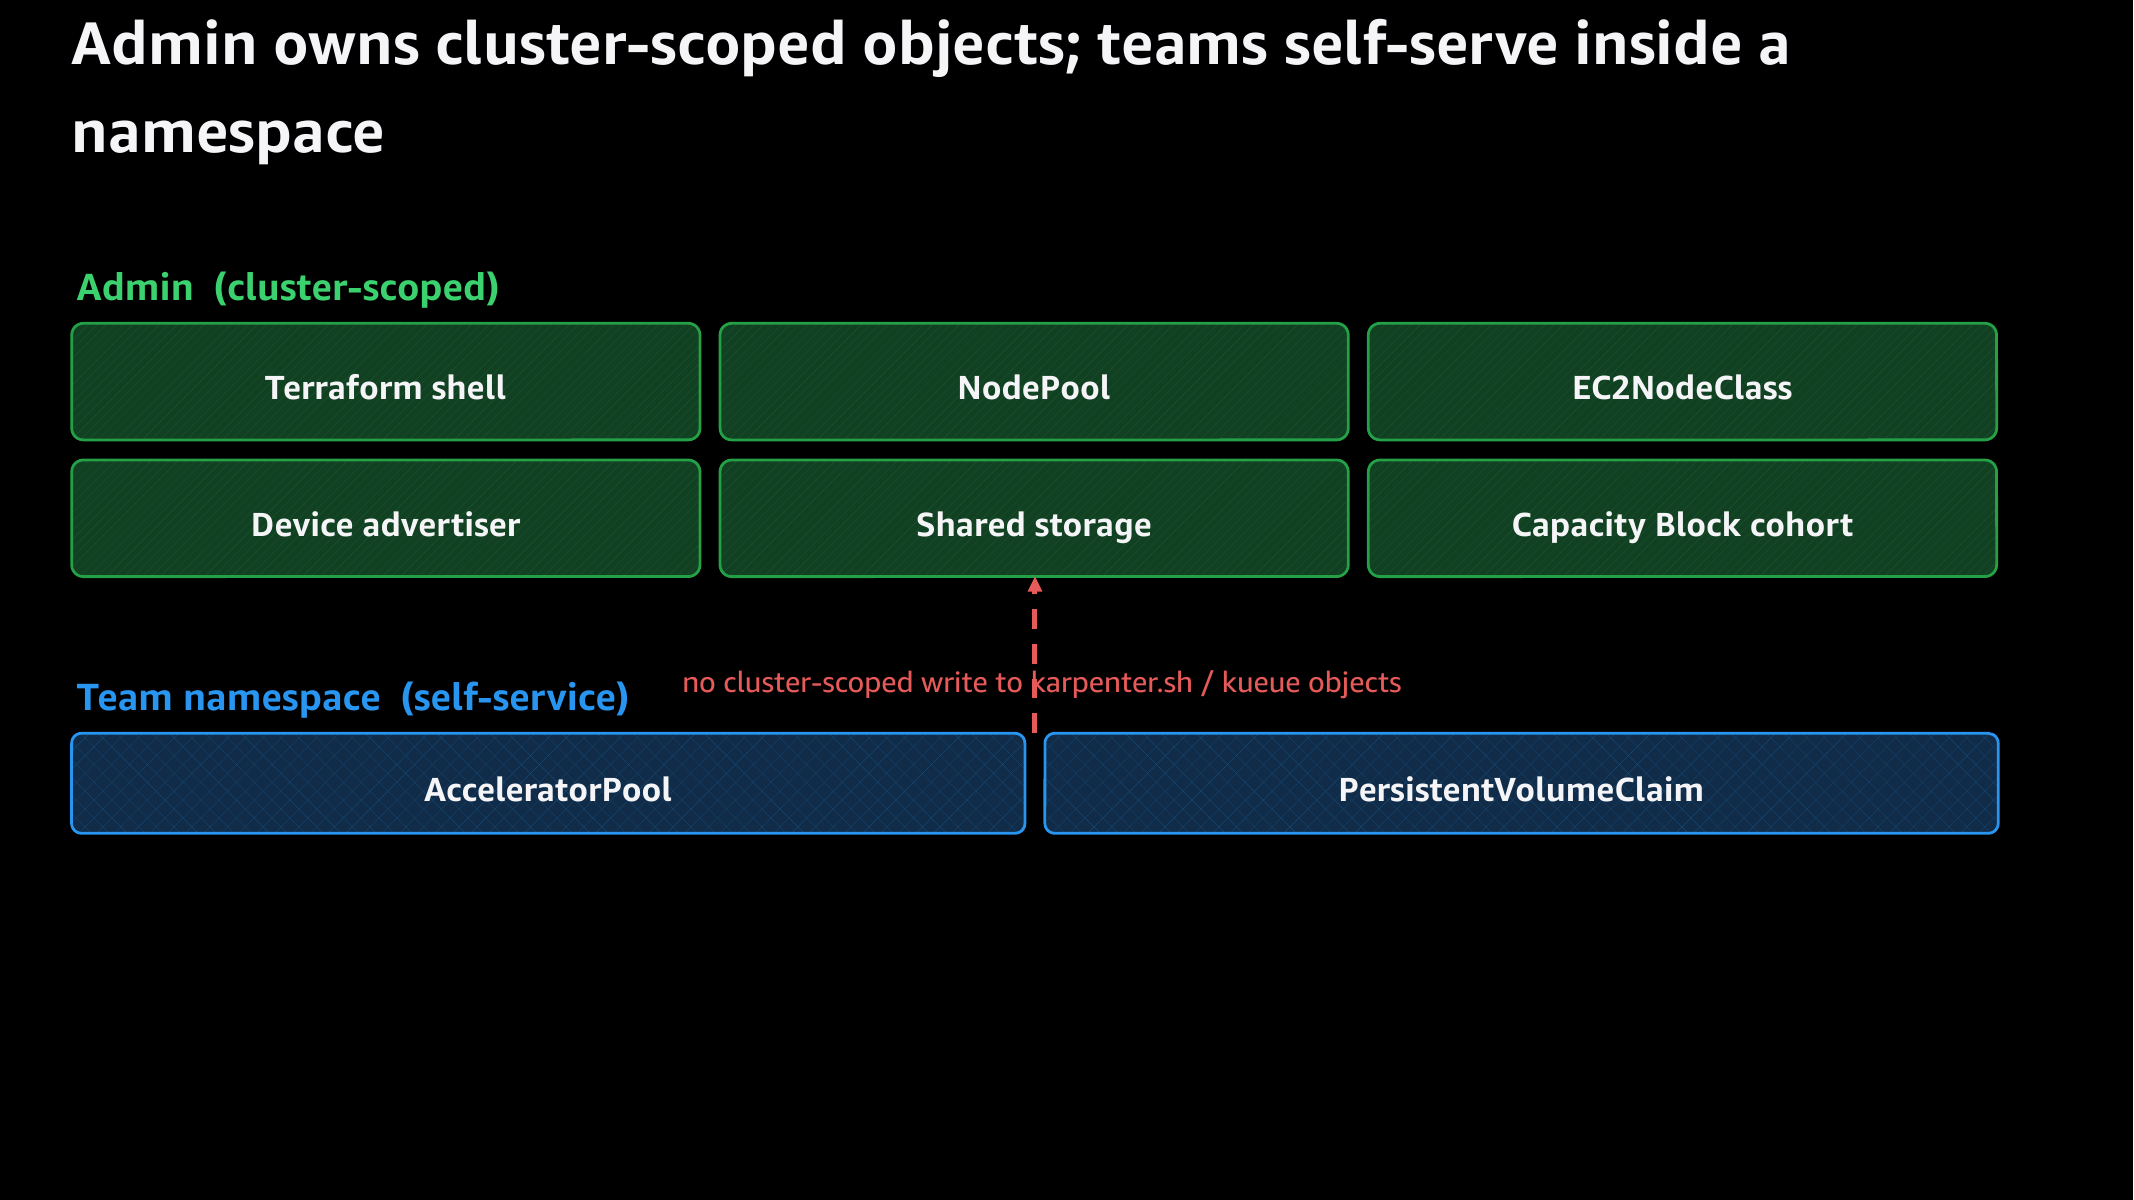 Admin owns cluster-scoped objects; teams self-serve inside a
namespace
Admin (cluster-scoped)
Terraform shell
NodePool
EC2NodeClass
Device advertiser
Shared storage
Capacity Block cohort
no cluster-scoped write to karpenter.sh / kueue objects
Team namespace (self-service)
AcceleratorPool
PersistentVolumeClaim